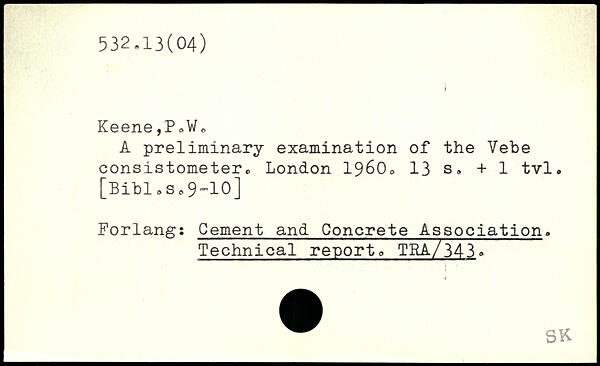 532.13(04)
Keene,P.W.
A preliminary examination of the Vebe
consistometer. London 1960. 13 s. + 1 tvl.
[Bibl.s.9-10]
Forlang: Cement and Concrete Association.
Technical report. TRA/343.
SK